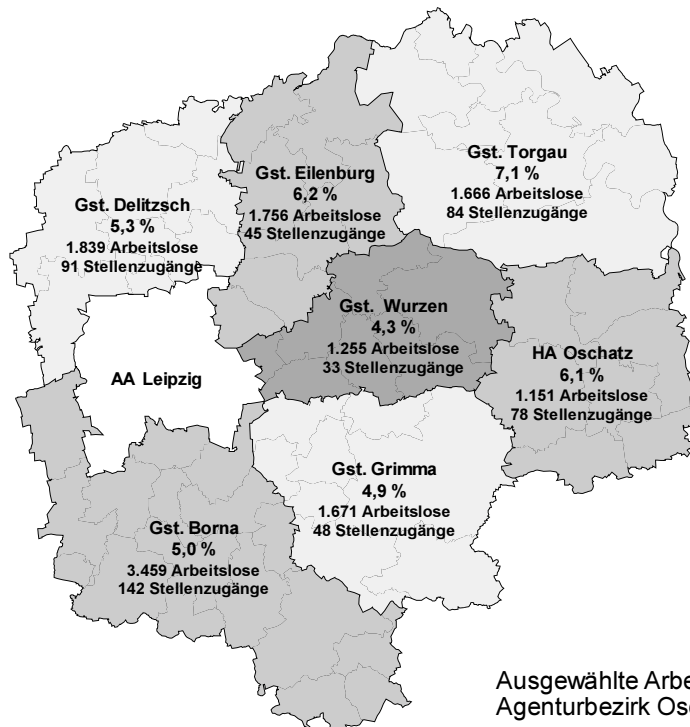 Gst. Torgau
7,1 %
1.666 Arbeitslose
84 Stellenzugänge
Gst. Eilenburg
6,2 %
1.756 Arbeitslose
45 Stellenzugänge
Gst. Delitzsch
5,3 %
1.839 Arbeitslose
91 Stellenzugänge
Gst. Wurzen
4,3 %
1.255 Arbeitslose
33 Stellenzugänge
HA Oschatz
6,1 %
1.151 Arbeitslose
78 Stellenzugänge
AA Leipzig
Gst. Grimma
4,9 %
1.671 Arbeitslose
48 Stellenzugänge
Gst. Borna
5,0 %
3.459 Arbeitslose
142 Stellenzugänge
Ausgewählte
Agenturbezirk